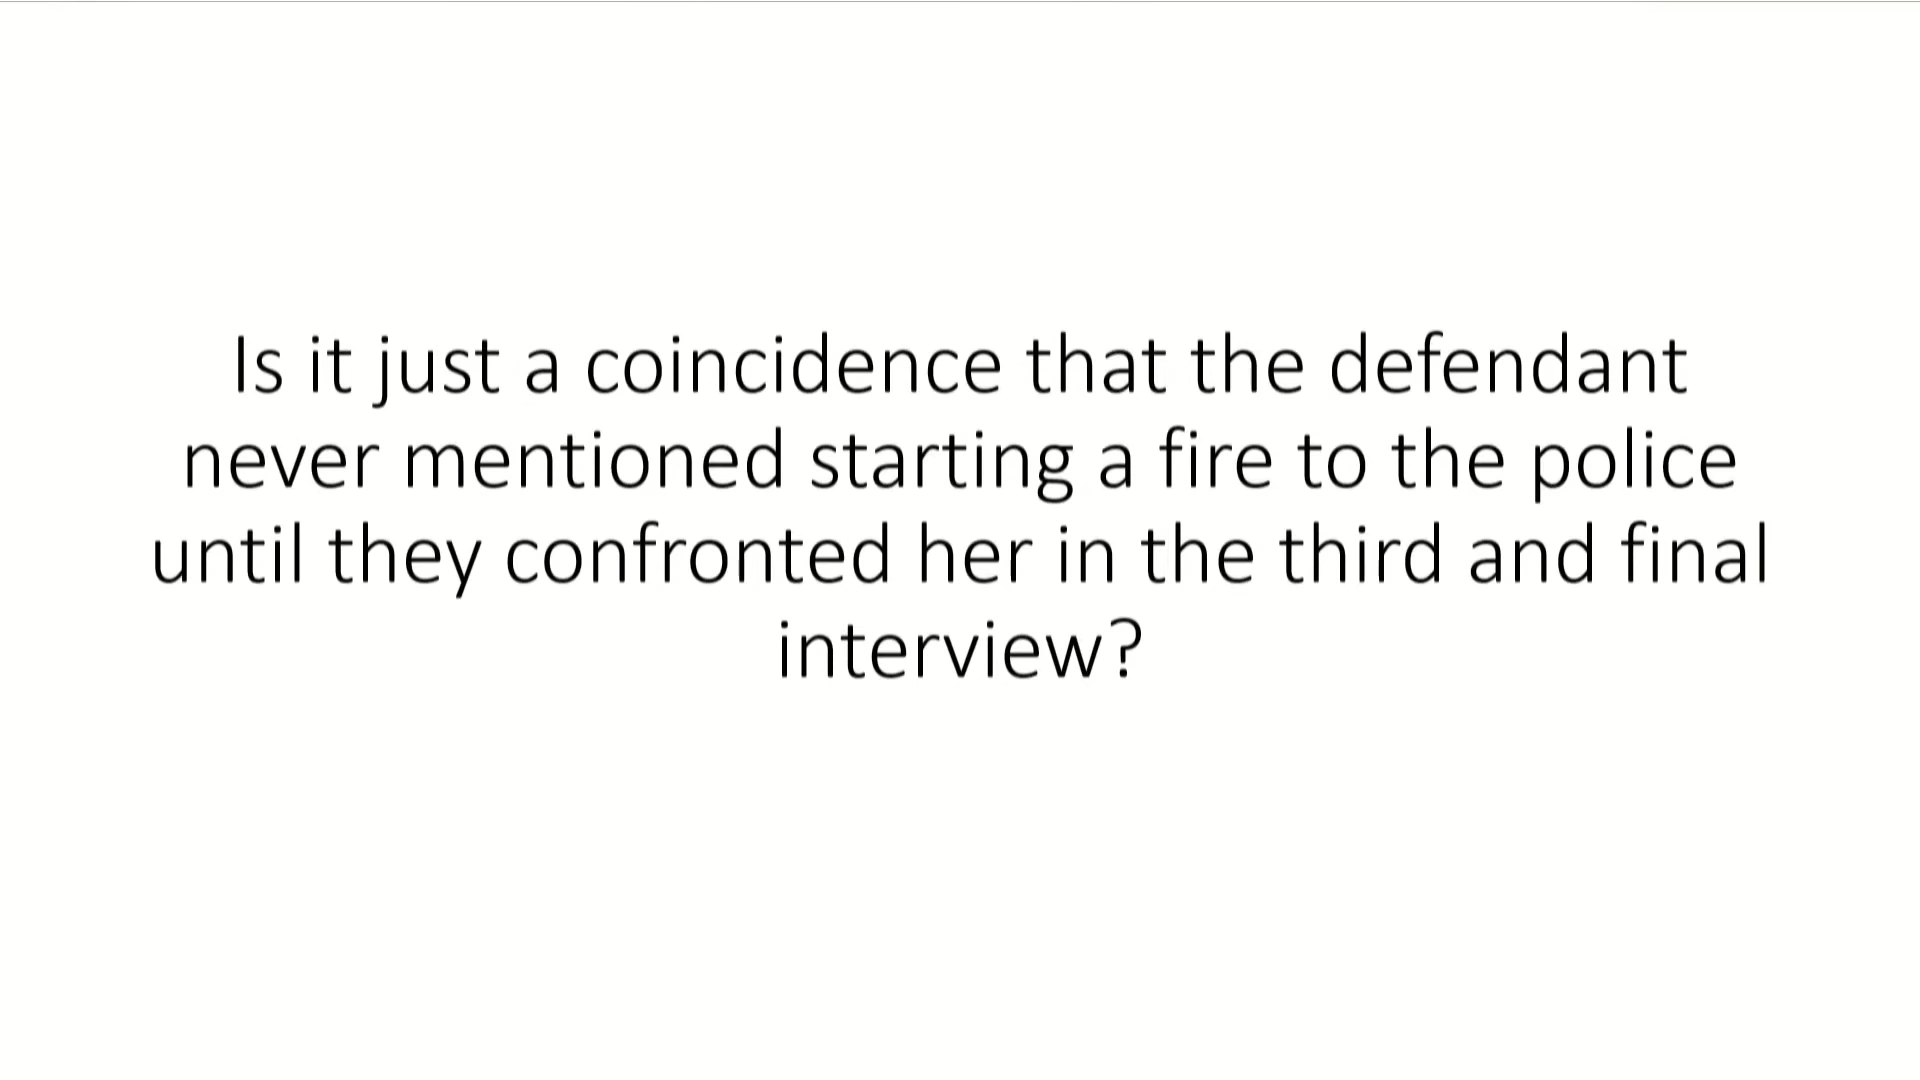 Is it just a coincidence that the defendant
never mentioned starting a fire to the police
until they confronted her in the third and final
interview?